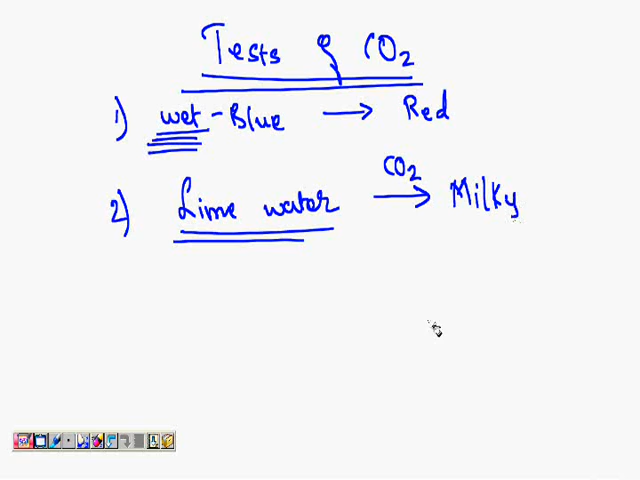 Tests of CO2
1) wet - Blue → Red
2) Lime water CO2 → Milky